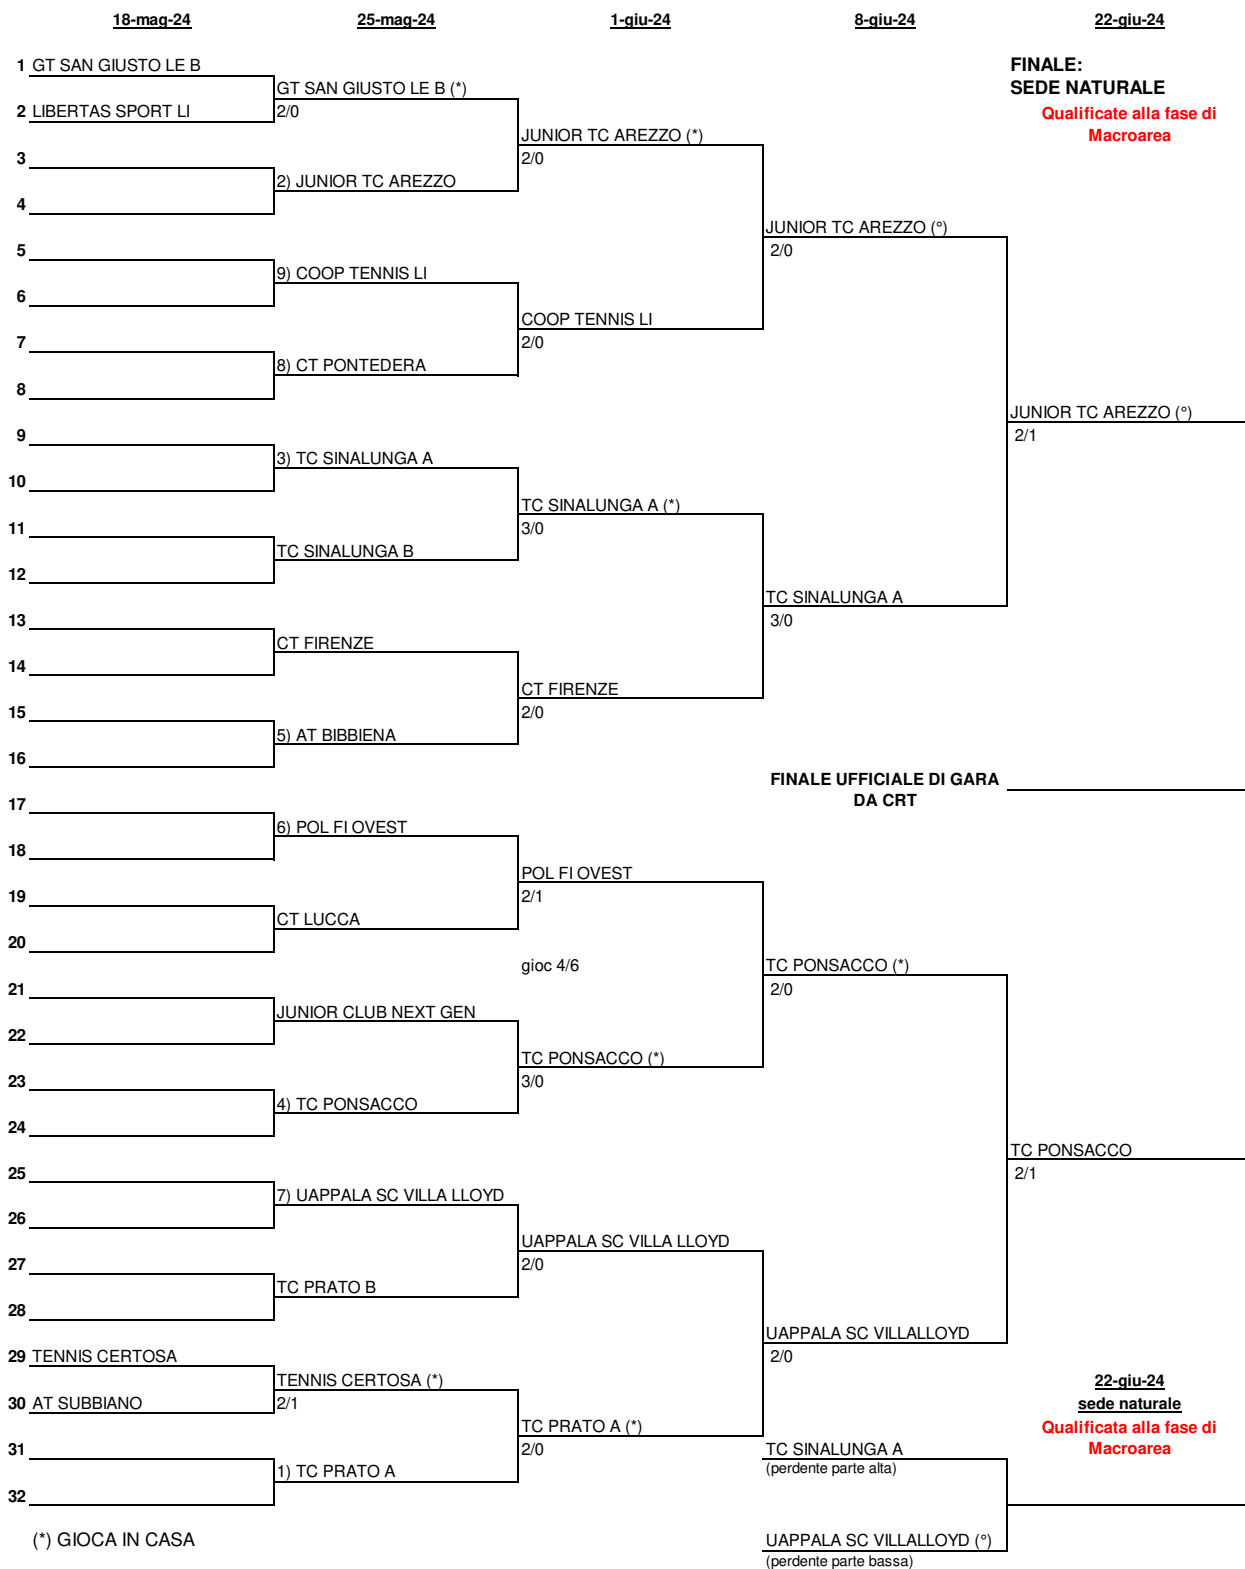 18-mag-24 25-mag-24 1-giu-24 8-giu-24 22-giu-24
1 GT SAN GIUSTO LE B FINALE:
GT SAN GIUSTO LE B (*) SEDE NATURALE
2 LIBERTAS SPORT LI 2/0 Qualificate alla fase di
JUNIOR TC AREZZO (*) Macroarea
3 2/0
2) JUNIOR TC AREZZO
4
JUNIOR TC AREZZO (°)
5 2/0
9) COOP TENNIS LI
6
COOP TENNIS LI
7 2/0
8) CT PONTEDERA
8
JUNIOR TC AREZZO (°)
9 2/1
3) TC SINALUNGA A
10
TC SINALUNGA A (*)
11 3/0
TC SINALUNGA B
12
TC SINALUNGA A
13 3/0
CT FIRENZE
14
CT FIRENZE
15 2/0
5) AT BIBBIENA
16
FINALE UFFICIALE DI GARA
17 DA CRT
6) POL FI OVEST
18
POL FI OVEST
19 2/1
CT LUCCA
20
gioc 4/6 TC PONSACCO (*)
21 2/0
JUNIOR CLUB NEXT GEN
22
TC PONSACCO (*)
23 3/0
4) TC PONSACCO
24
TC PONSACCO
25 2/1
7) UAPPALA SC VILLA LLOYD
26
UAPPALA SC VILLA LLOYD
27 2/0
TC PRATO B
28
UAPPALA SC VILLALLOYD
29 TENNIS CERTOSA 2/0
TENNIS CERTOSA (*) 22-giu-24
30 AT SUBBIANO 2/1 sede naturale
TC PRATO A (*) Qualificata alla fase di
31 2/0 TC SINALUNGA A Macroarea
1) TC PRATO A (perdente parte alta)
32
(*) GIOCA IN CASA UAPPALA SC VILLALLOYD (°)
(perdente parte bassa)